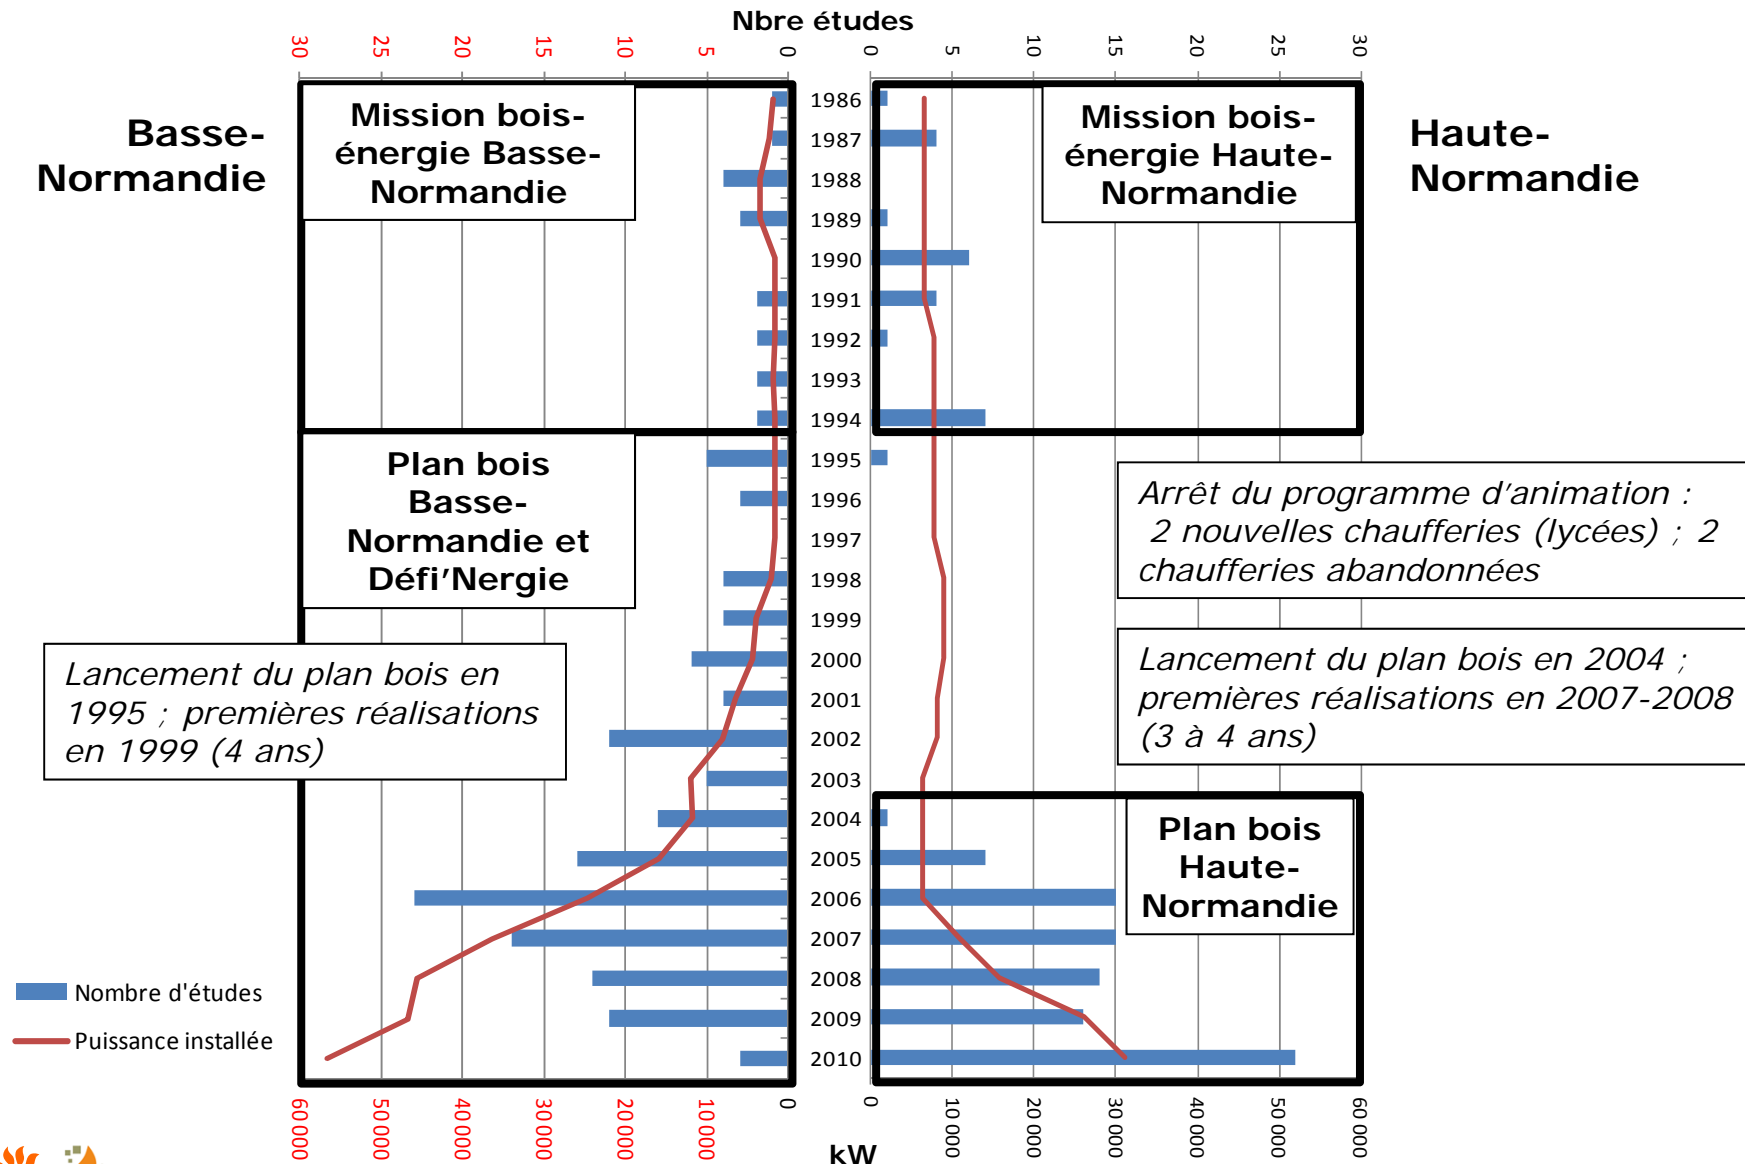 Nbre études
30 25 20 15 10 5 0
0 5 10 15 20 25 30
Basse-
Normandie
Mission bois-
énergie Basse-
Normandie
Mission bois-
énergie Haute-
Normandie
Haute-
Normandie
1986
1987
1988
1989
1990
1991
1992
1993
1994
1995
1996
1997
1998
1999
2000
2001
2002
2003
2004
2005
2006
2007
2008
2009
2010
Plan bois
Basse-
Normandie et
Défi'Nergie
Lancement du plan bois en
1995 ; premières réalisations
en 1999 (4 ans)
Arrêt du programme d'animation :
2 nouvelles chaufferies (lycées) ; 2
chaufferies abandonnées
Lancement du plan bois en 2004 ;
premières réalisations en 2007-2008
(3 à 4 ans)
Plan bois
Haute-
Normandie
Nombre d'études
Puissance installée
60 000 50 000 40 000 30 000 20 000 10 000 0
0 10 000 20 000 30 000 40 000 50 000 60 000
kW